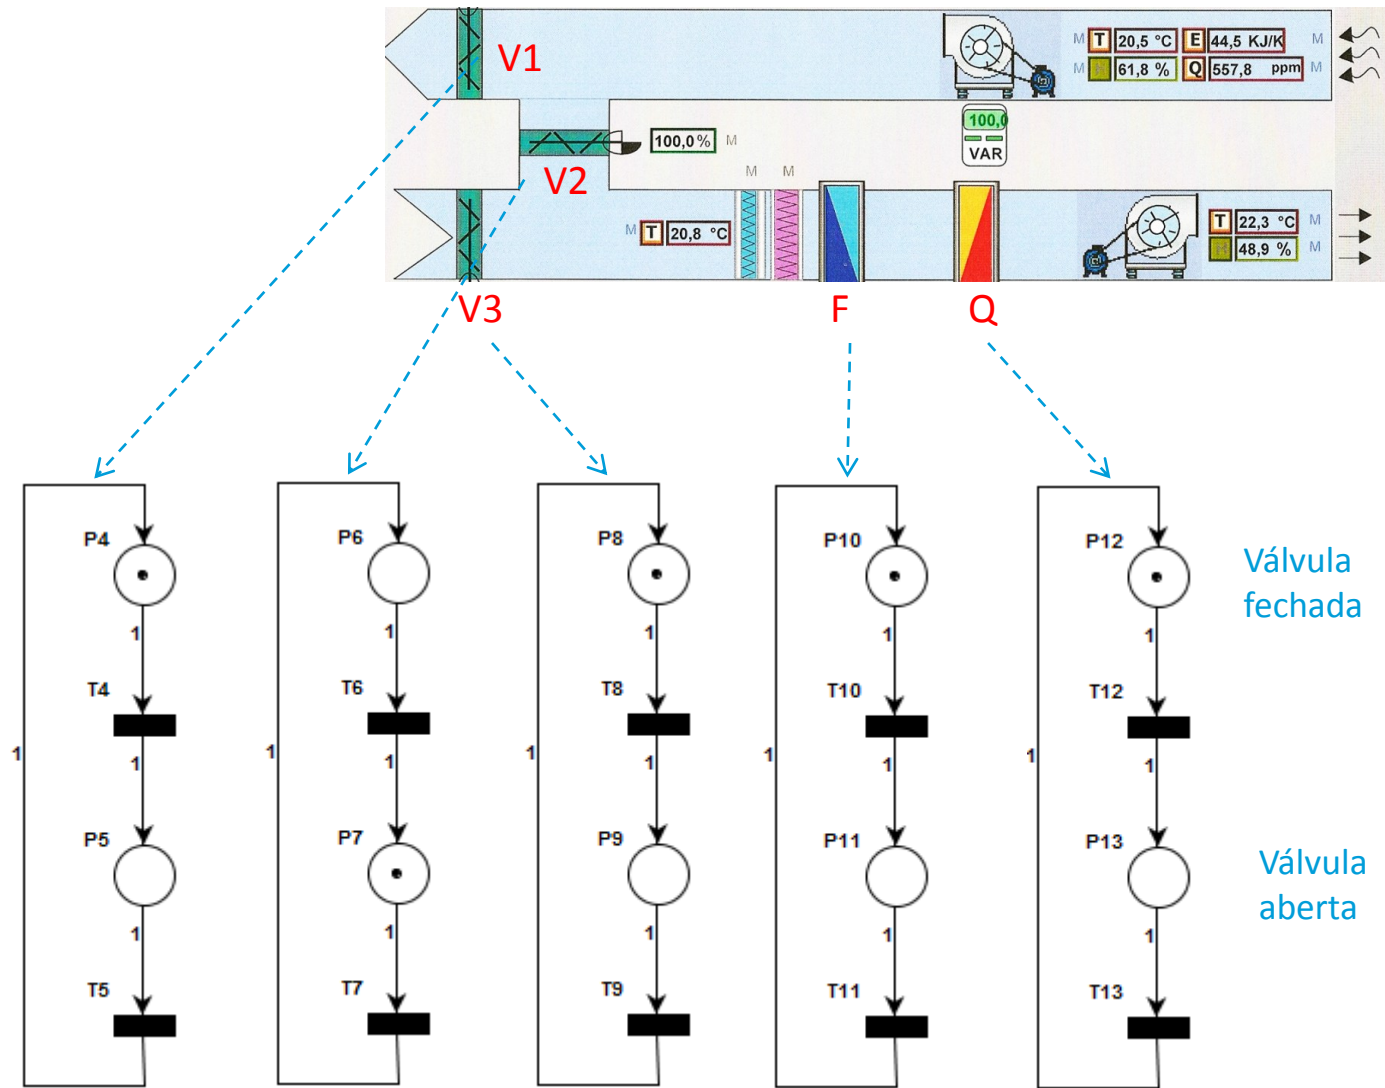 V1
M T 20,5 °C E 44,5 KJ/K M
M 61,8 % Q 557,8 ppm M
100,0
VAR
100,0 % M
V2
M M
M T 20,8 °C
T 22,3 °C M
48,9 % M
V3 F Q
P4 P6 P8 P10 P12
Válvula
fechada
1 1 1 1 1
T4 T6 T8 T10 T12
1 1 1 1 1
1 1 1 1 1
P5 P7 P9 P11 P13
Válvula
aberta
1 1 1 1 1
T5 T7 T9 T11 T13